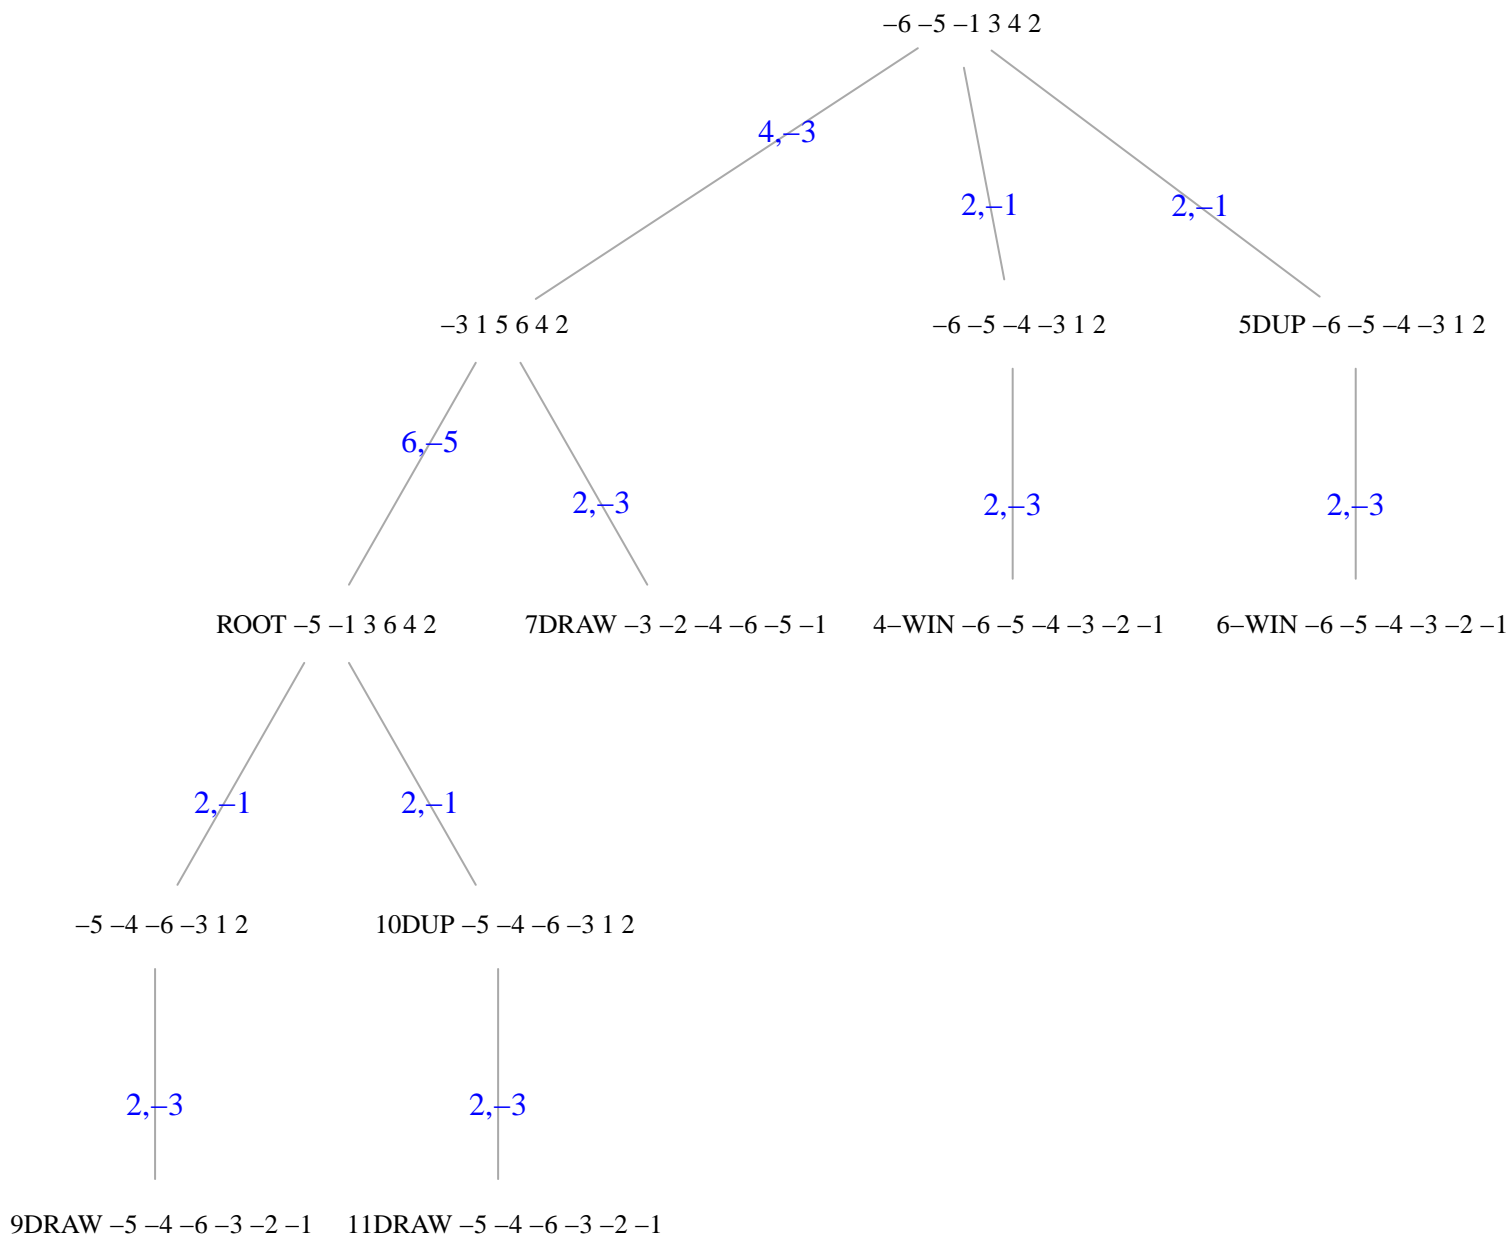 –6 –5 –1 3 4 2
4,–3
2,–1
2,–1
–3 1 5 6 4 2
–6 –5 –4 –3 1 2
5DUP –6 –5 –4 –3 1 2
6,–5
2,–3
2,–3
2,–3
ROOT –5 –1 3 6 4 2
7DRAW –3 –2 –4 –6 –5 –1
4–WIN –6 –5 –4 –3 –2 –1
6–WIN –6 –5 –4 –3 –2 –1
2,–1
2,–1
–5 –4 –6 –3 1 2
10DUP –5 –4 –6 –3 1 2
2,–3
2,–3
9DRAW –5 –4 –6 –3 –2 –1
11DRAW –5 –4 –6 –3 –2 –1